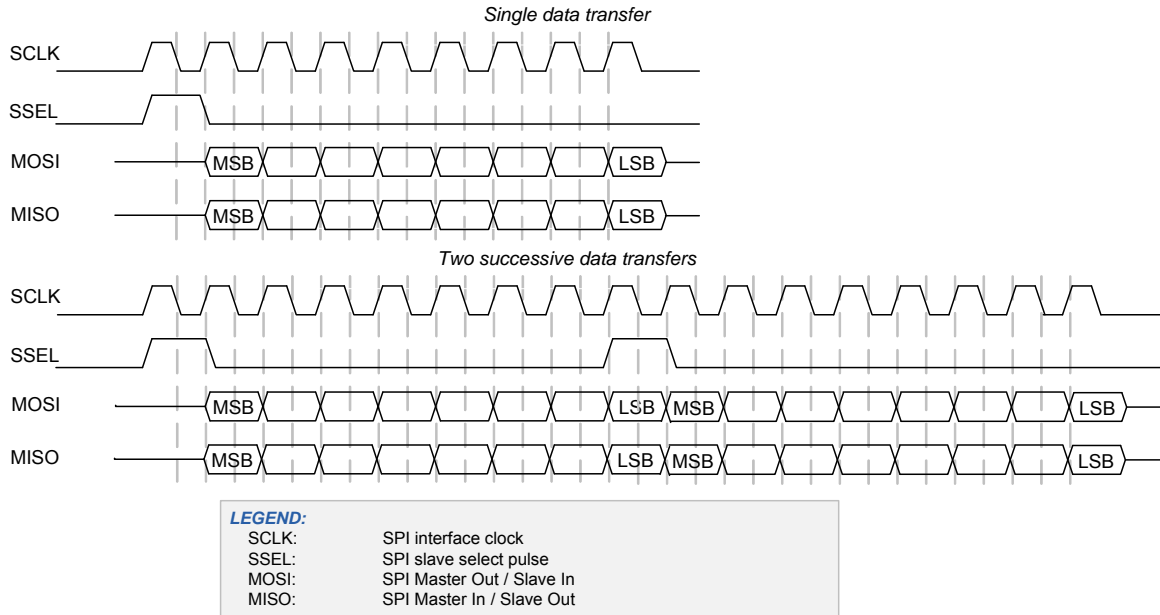 Single data transfer
SCLK
SSEL
MOSI MSB LSB
MISO MSB LSB
Two successive data transfers
SCLK
SSEL
MOSI MSB LSB MSB LSB
MISO MSB LSB MSB LSB
LEGEND:
SCLK: SPI interface clock
SSEL: SPI slave select pulse
MOSI: SPI Master Out / Slave In
MISO: SPI Master In / Slave Out